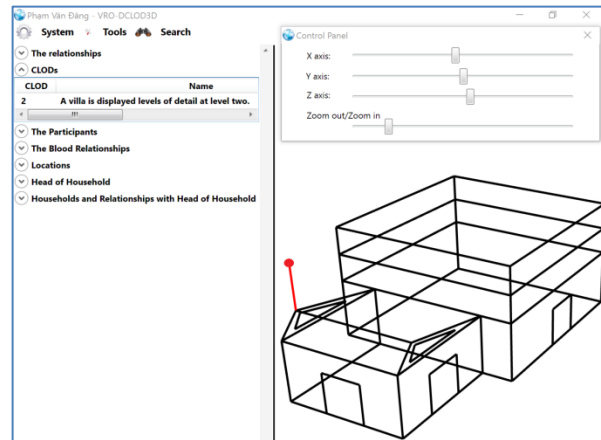 Phạm Văn Đăng - VRO-DCLOD3D
System Tools Search
The relationships
CLODs
CLOD Name
2 A villa is displayed levels of detail at level two.
The Participants
The Blood Relationships
Locations
Head of Household
Households and Relationships with Head of Household
Control Panel
X axis:
Y axis:
Z axis:
Zoom out/Zoom in